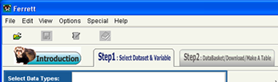 Ferrett
File Edit View Options Special Help
Introduction Step1 : Select Dataset & Variable Step2 : DataBasket/Download/Make A Table
Select Data Types: